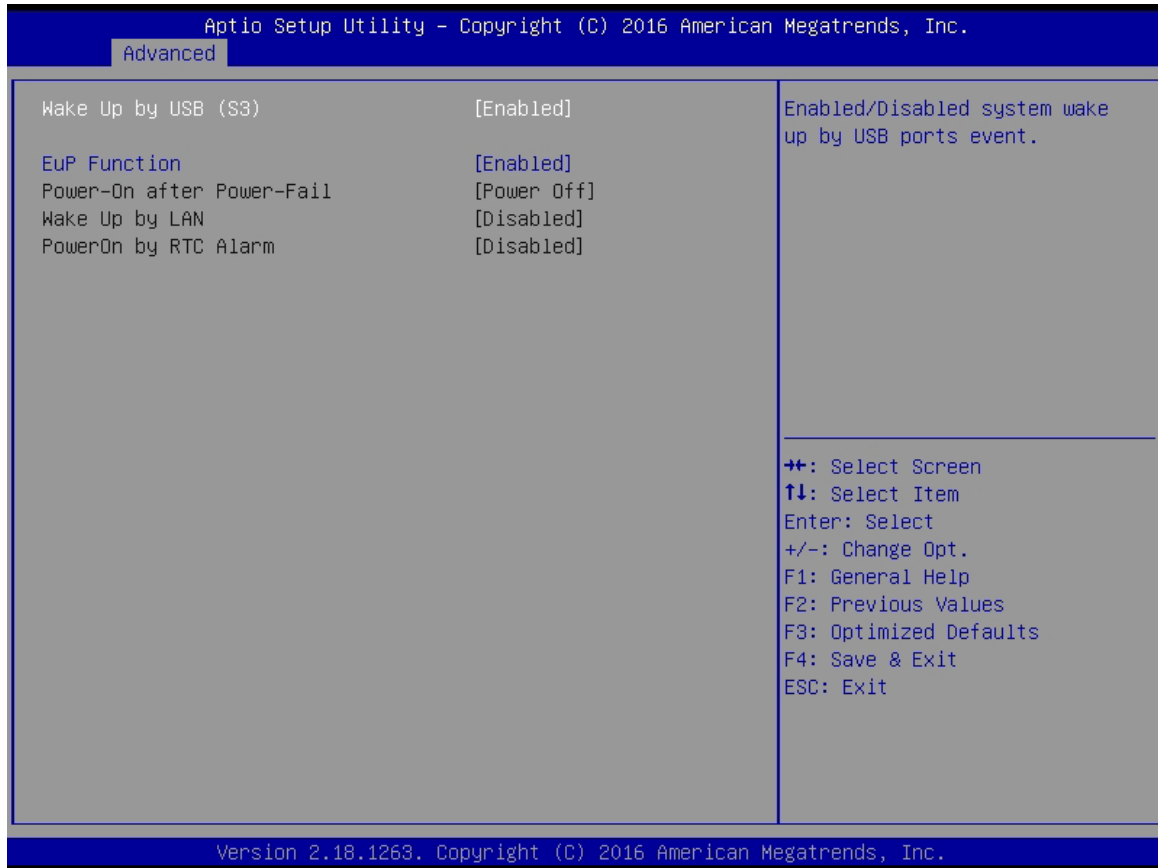 Aptio Setup Utility – Copyright (C) 2016 American Megatrends, Inc.
Advanced
Wake Up by USB (S3) [Enabled]
EuP Function [Enabled]
Power-On after Power-Fail [Power Off]
Wake Up by LAN [Disabled]
PowerOn by RTC Alarm [Disabled]
Enabled/Disabled system wake
up by USB ports event.
→←: Select Screen
↑↓: Select Item
Enter: Select
+/-: Change Opt.
F1: General Help
F2: Previous Values
F3: Optimized Defaults
F4: Save & Exit
ESC: Exit
Version 2.18.1263. Copyright (C) 2016 American Megatrends, Inc.